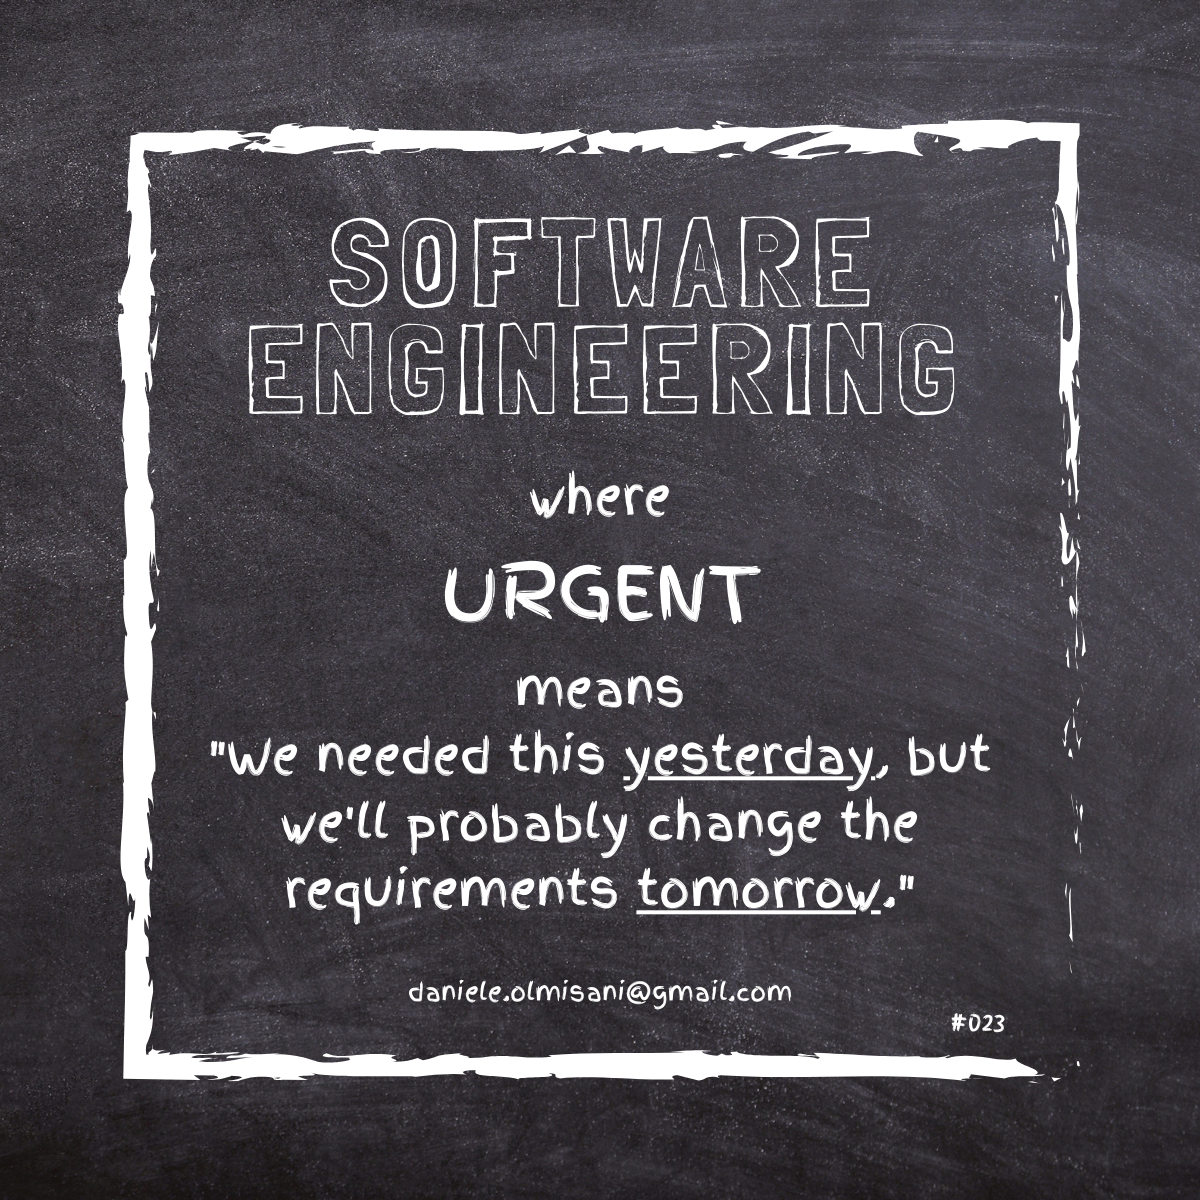 SOFTWARE
ENGINEERING
where
URGENT
means
"We needed this yesterday, but
we'll probably change the
requirements tomorrow."
daniele.olmisani@gmail.com
#023